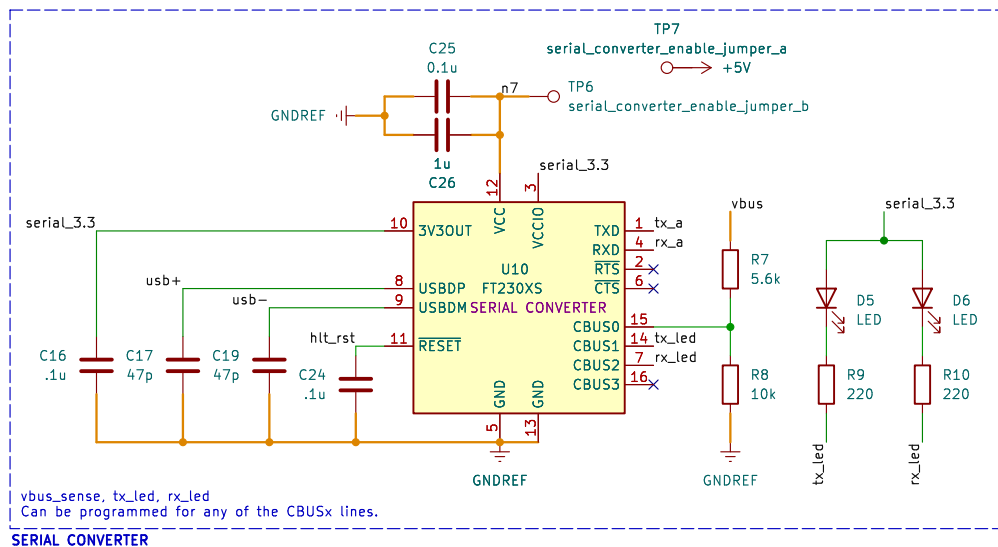 TP7
serial_converter_enable_jumper_a
+5V
C25
0.1u
n7
TP6
serial_converter_enable_jumper_b
GNDREF
1u
C26
serial_3.3
12
3
VCC
VCCIO
serial_3.3
10
3V3OUT
usb+
8
USBDP
usb-
9
USBDM
hlt_rst
11
RESET
U10
FT230XS
SERIAL CONVERTER
TXD
1
tx_a
RXD
4
rx_a
RTS
2
CTS
6
CBUS0
15
CBUS1
14
tx_led
CBUS2
7
rx_led
CBUS3
16
GND
GND
5
13
GNDREF
C16
.1u
C17
47p
C19
47p
C24
.1u
vbus
R7
5.6k
R8
10k
GNDREF
serial_3.3
D5
LED
D6
LED
R9
220
R10
220
tx_led
rx_led
vbus_sense, tx_led, rx_led
Can be programmed for any of the CBUSx lines.
SERIAL CONVERTER